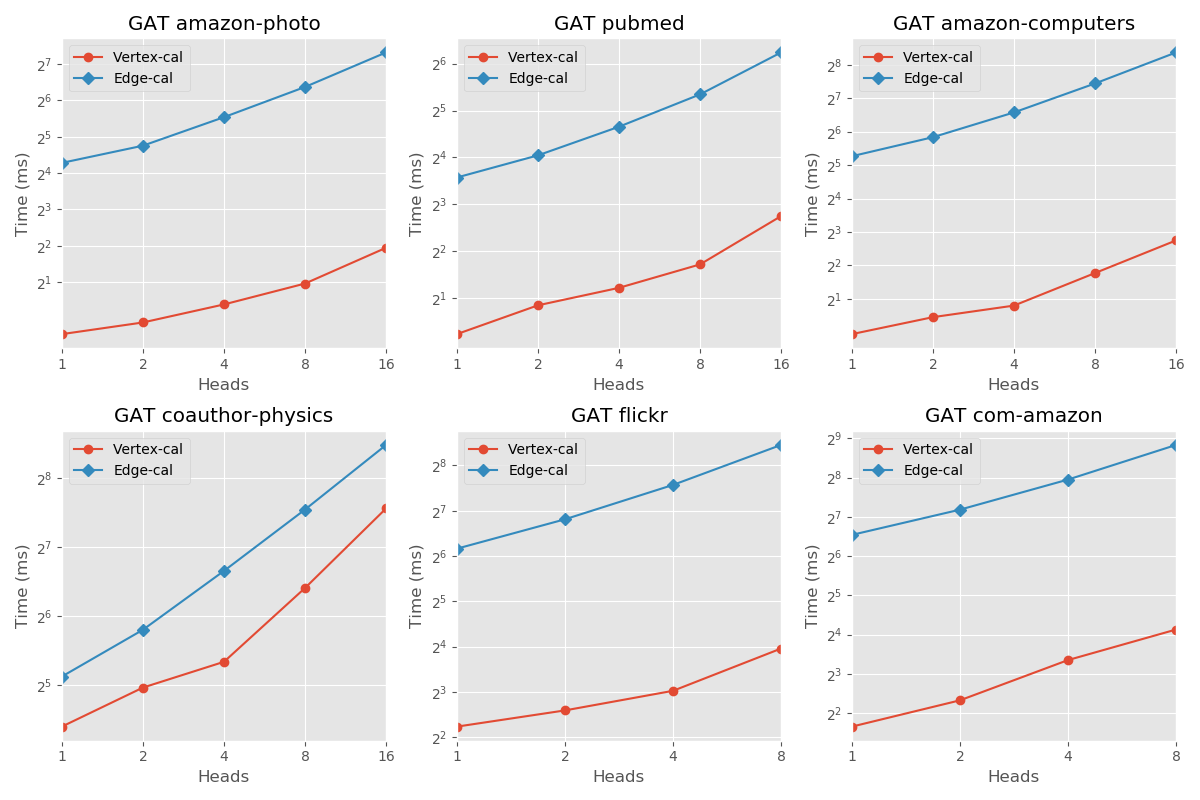 GAT amazon-photo
Vertex-cal
Edge-cal
Time (ms)
2^7
2^6
2^5
2^4
2^3
2^2
2^1
1 2 4 8 16
Heads
GAT pubmed
Vertex-cal
Edge-cal
Time (ms)
2^6
2^5
2^4
2^3
2^2
2^1
1 2 4 8 16
Heads
GAT amazon-computers
Vertex-cal
Edge-cal
Time (ms)
2^8
2^7
2^6
2^5
2^4
2^3
2^2
2^1
1 2 4 8 16
Heads
GAT coauthor-physics
Vertex-cal
Edge-cal
Time (ms)
2^8
2^7
2^6
2^5
1 2 4 8 16
Heads
GAT flickr
Vertex-cal
Edge-cal
Time (ms)
2^8
2^7
2^6
2^5
2^4
2^3
2^2
1 2 4 8
Heads
GAT com-amazon
Vertex-cal
Edge-cal
Time (ms)
2^9
2^8
2^7
2^6
2^5
2^4
2^3
2^2
1 2 4 8
Heads